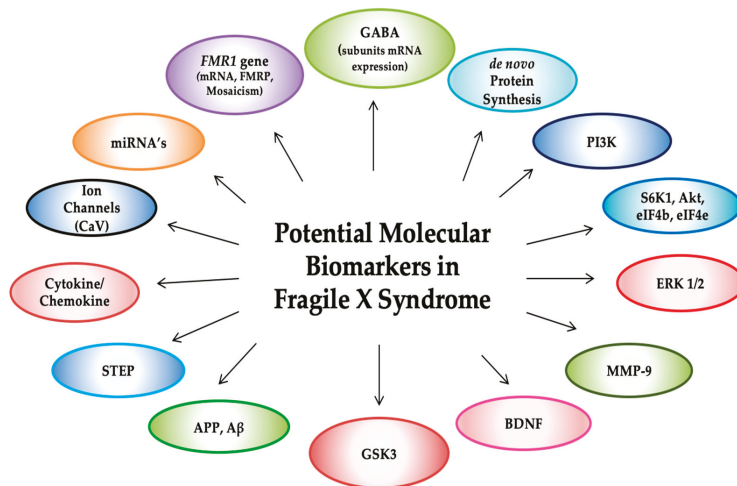 GABA
(subunits mRNA
expression)
FMR1 gene
(mRNA, FMRP,
Mosaicism)
de novo
Protein
Synthesis
miRNA's
PI3K
Ion
Channels
(CaV)
S6K1, Akt,
eIF4b, eIF4e
Potential Molecular
Biomarkers in
Fragile X Syndrome
Cytokine/
Chemokine
ERK 1/2
STEP
MMP-9
APP, Aβ
BDNF
GSK3